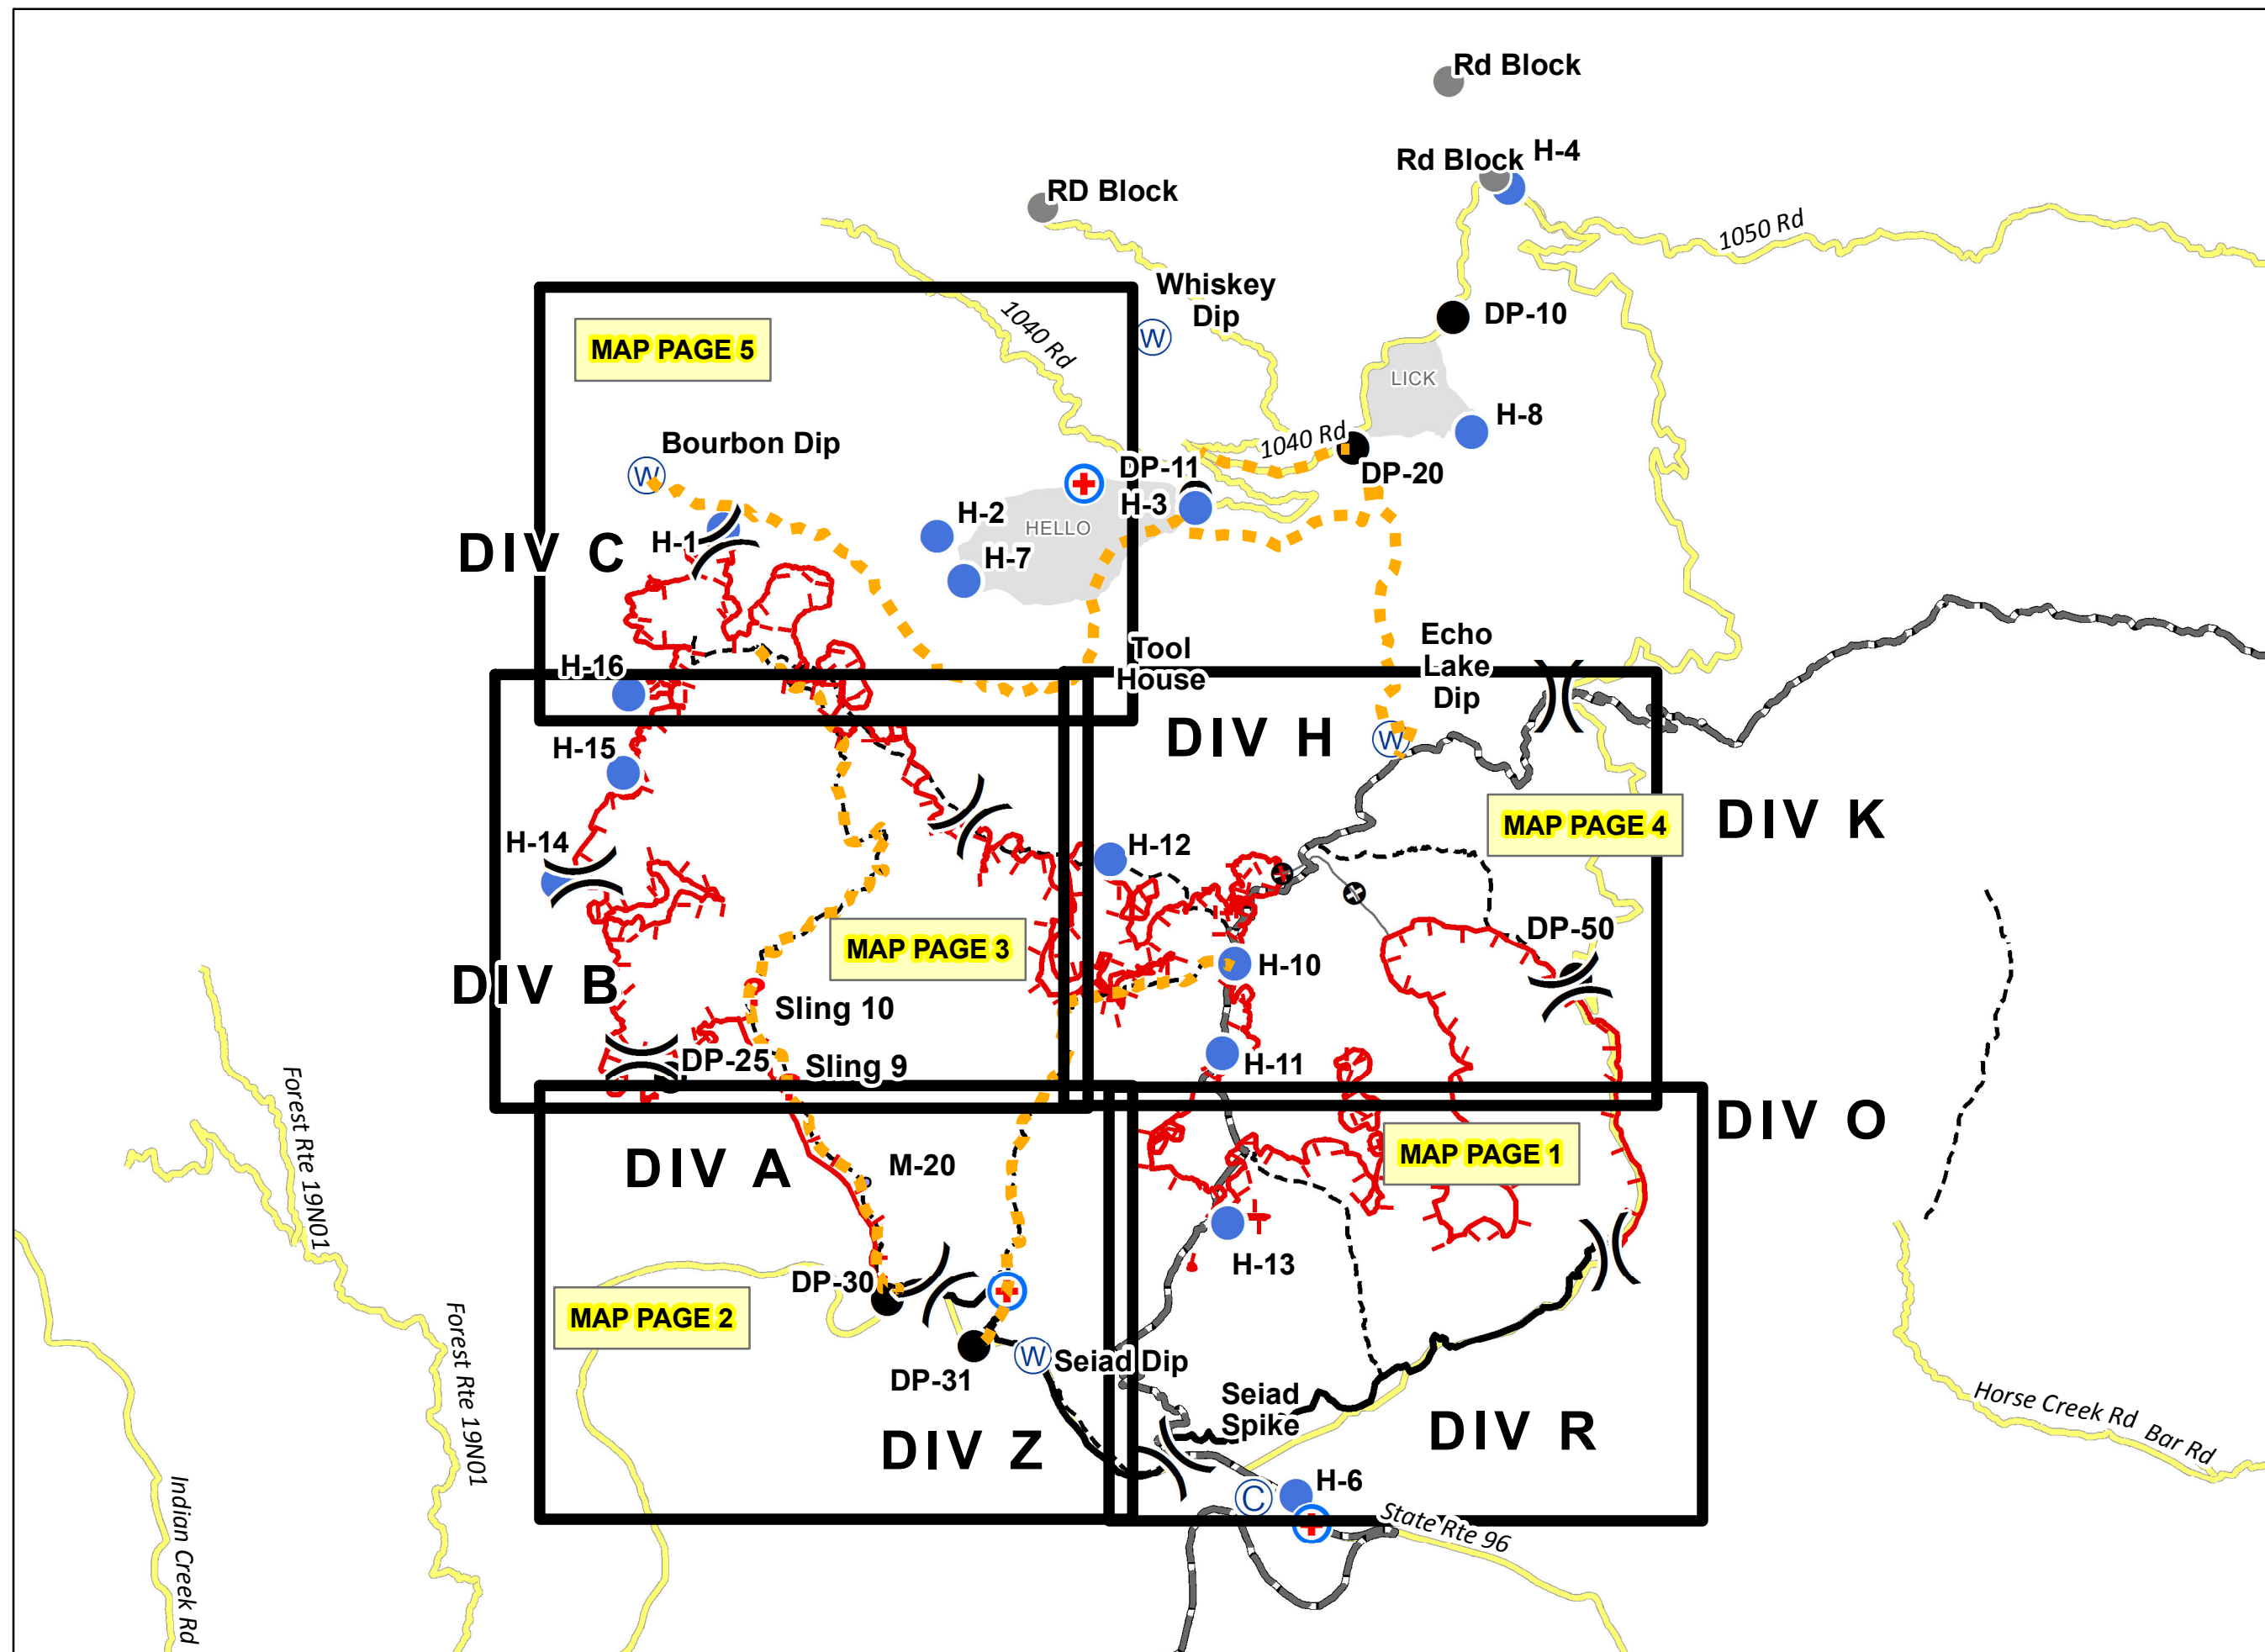 Rd Block
Rd Block
H-4
RD Block
1050 Rd
Whiskey
Dip
W
DP-10
1040 Rd
MAP PAGE 5
LICK
H-8
Bourbon Dip
W
1040 Rd
DP-11
DP-20
H-3
H-2
HELLO
H-1
DIV C
H-7
Tool
House
Echo
Lake
Dip
H-16
DIV H
W
H-15
MAP PAGE 4
DIV K
H-14
H-12
DP-50
MAP PAGE 3
H-10
DIV B
Sling 10
DP-25
Sling 9
H-11
Forest Rte 19N01
DIV O
DIV A
M-20
MAP PAGE 1
H-13
DP-30
MAP PAGE 2
Forest Rte 19N01
W
Seiad Dip
DP-31
Seiad
Spike
Horse Creek Rd
Bar Rd
DIV Z
DIV R
H-6
C
State Rte 96
Indian Creek Rd